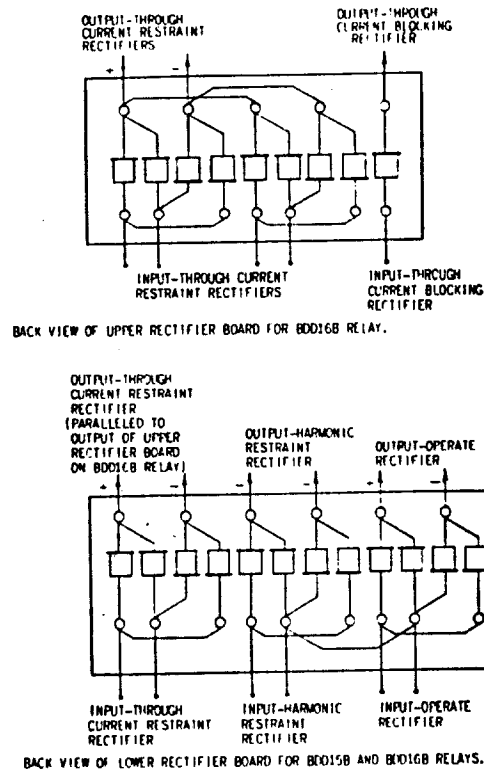 OUTPUT-THROUGH
CURRENT RESTRAINT
RECTIFIERS
OUTPUT-THROUGH
CURRENT BLOCKING
RECTIFIER
+
-
INPUT-THROUGH CURRENT
RESTRAINT RECTIFIERS
INPUT-THROUGH
CURRENT BLOCKING
RECTIFIER
BACK VIEW OF UPPER RECTIFIER BOARD FOR BDD16B RELAY.
OUTPUT-THROUGH
CURRENT RESTRAINT
RECTIFIER
(PARALLELED TO
OUTPUT OF UPPER
RECTIFIER BOARD
ON BDD16B RELAY)
OUTPUT-HARMONIC
RESTRAINT
RECTIFIER
OUTPUT-OPERATE
RECTIFIER
+
-
-
-
+
-
INPUT-THROUGH
CURRENT RESTRAINT
RECTIFIER
INPUT-HARMONIC
RESTRAINT
RECTIFIER
INPUT-OPERATE
RECTIFIER
BACK VIEW OF LOWER RECTIFIER BOARD FOR BDD15B AND BDD16B RELAYS.